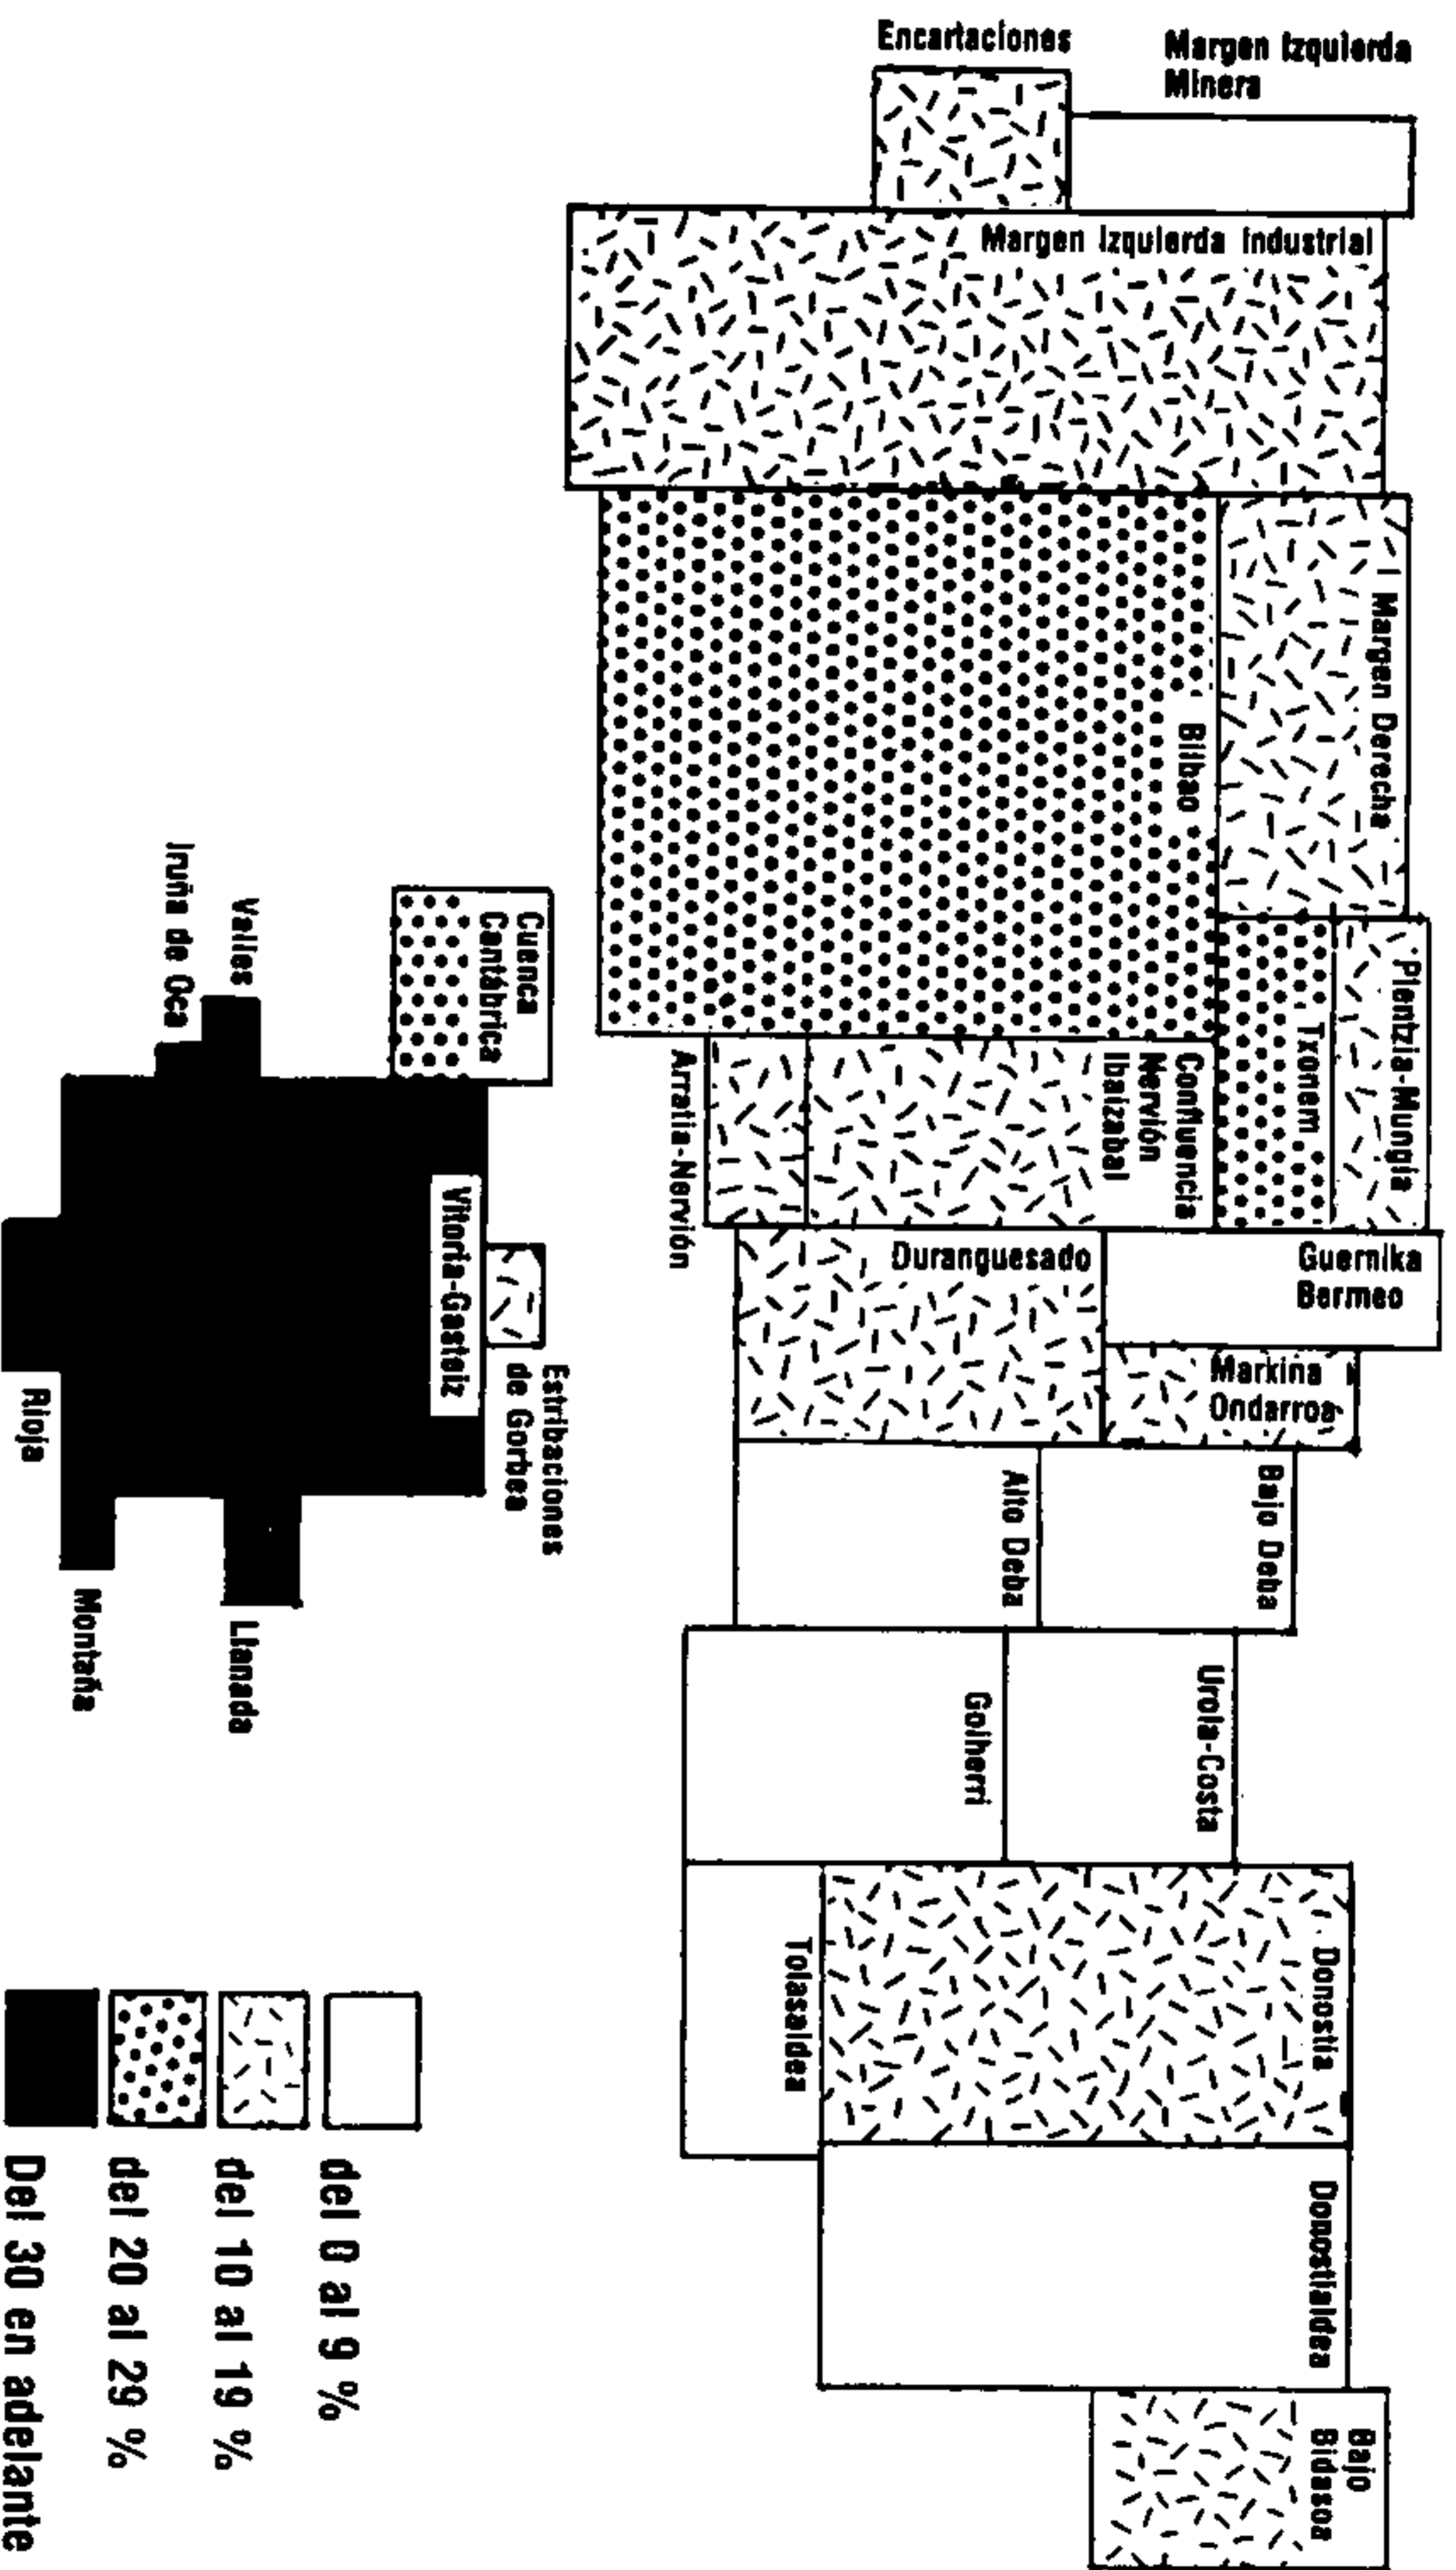 Encartaciones
Margen Izquierda
Minera
Margen Izquierda Industrial
Margen Derecha
Bilbao
Plentzia-Mungia
Txonem
Confluencia
Nervión
Ibaizabal
Arratia-Nervión
Guernika
Bermeo
Duranguesado
Markina
Ondarroa
Bajo Deba
Alto Deba
Urola-Costa
Goiherri
Donostia
Tolasaldea
Donostialdea
Bajo
Bidasoa
Cuenca
Cantábrica
Valles
Iruña de Oca
Vitoria-Gasteiz
Estribaciones
de Gorbea
Rioja
Montaña
Llanada
del 0 al 9 %
del 10 al 19 %
del 20 al 29 %
Del 30 en adelante